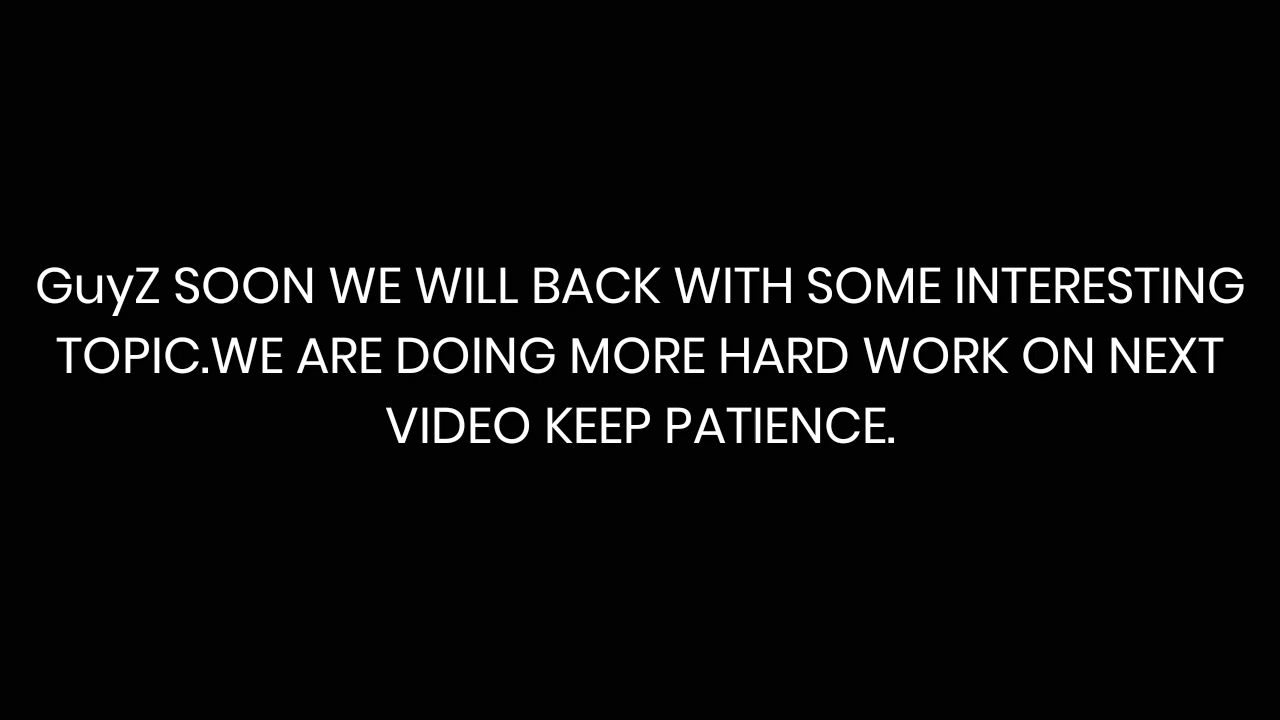 GuyZ SOON WE WILL BACK WITH SOME INTERESTING
TOPIC.WE ARE DOING MORE HARD WORK ON NEXT
VIDEO KEEP PATIENCE.